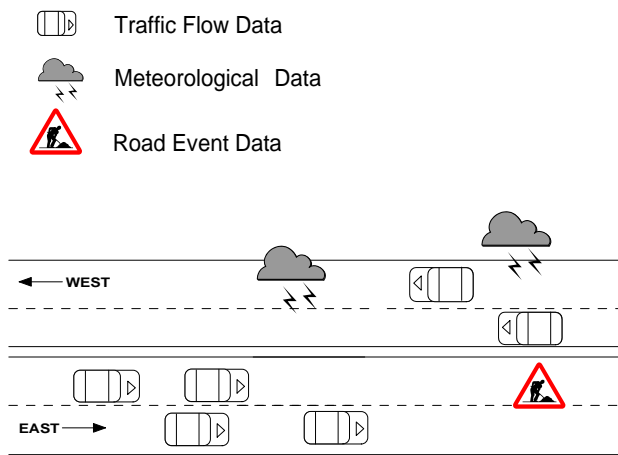 Traffic Flow Data
Meteorological Data
Road Event Data
WEST
EAST